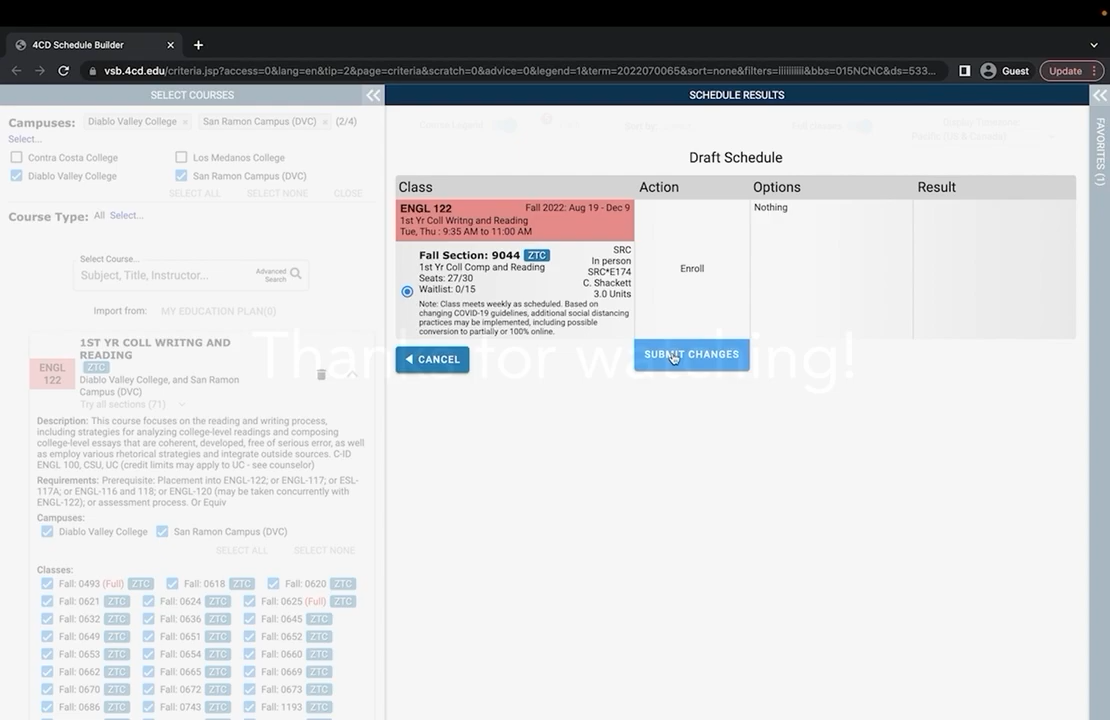 4CD Schedule Builder
vsb.4cd.edu/criteria.jsp?access=0&lang=en&tip=2&page=criteria&scratch=0&advice=0&legend=1&term=2022070065&sort=none&filters=iiiiiiiiii&bbs=015NCNC&ds=533...
Guest
Update
SELECT COURSES
SCHEDULE RESULTS
FAVORITES (1)
Campuses: Diablo Valley College × San Ramon Campus (DVC) × (2/4)
Select...
Contra Costa College Los Medanos College
Diablo Valley College San Ramon Campus (DVC)
SELECT ALL SELECT NONE CLOSE
Course Type: All Select...
Select Course...
Subject, Title, Instructor...
Advanced
Search
Import from: MY EDUCATION PLAN(0)
ENGL
122
1ST YR COLL WRITNG AND
READING
ZTC
Diablo Valley College, and San Ramon
Campus (DVC)
Try all sections (71)
Description: This course focuses on the reading and writing process,
including strategies for analyzing college-level readings and composing
college-level essays that are coherent, developed, free of serious error, as well
as employ various rhetorical strategies and integrate outside sources. C-ID
ENGL 100, CSU, UC (credit limits may apply to UC - see counselor)
Requirements: Prerequisite: Placement into ENGL-122; or ENGL-117; or ESL-
117A; or ENGL-116 and 118; or ENGL-120 (may be taken concurrently with
ENGL-122); or assessment process. Or Equiv
Campuses:
Diablo Valley College San Ramon Campus (DVC)
SELECT ALL SELECT NONE
Classes:
Fall: 0493 (Full) ZTC Fall: 0618 ZTC Fall: 0620 ZTC
Fall: 0621 ZTC Fall: 0624 ZTC Fall: 0625 (Full) ZTC
Fall: 0632 ZTC Fall: 0636 ZTC Fall: 0645 ZTC
Fall: 0649 ZTC Fall: 0651 ZTC Fall: 0652 ZTC
Fall: 0653 ZTC Fall: 0654 ZTC Fall: 0660 ZTC
Fall: 0662 ZTC Fall: 0665 ZTC Fall: 0669 ZTC
Fall: 0670 ZTC Fall: 0672 ZTC Fall: 0673 ZTC
Fall: 0686 ZTC Fall: 0743 ZTC Fall: 1193 ZTC
Course Legend Sort by Full Classes Display Timezone
Pacific (US & Canada)
Draft Schedule
Class Action Options Result
ENGL 122 Fall 2022: Aug 19 - Dec 9
1st Yr Coll Writng and Reading
Tue, Thu : 9:35 AM to 11:00 AM
Fall Section: 9044 ZTC
1st Yr Coll Comp and Reading
Seats: 27/30
Waitlist: 0/15
SRC
In person
SRC*E174
C. Shackett
3.0 Units
Note: Class meets weekly as scheduled. Based on
changing COVID-19 guidelines, additional social distancing
practices may be implemented, including possible
conversion to partially or 100% online.
Enroll
Nothing
CANCEL
SUBMIT CHANGES
Thanks for watching!